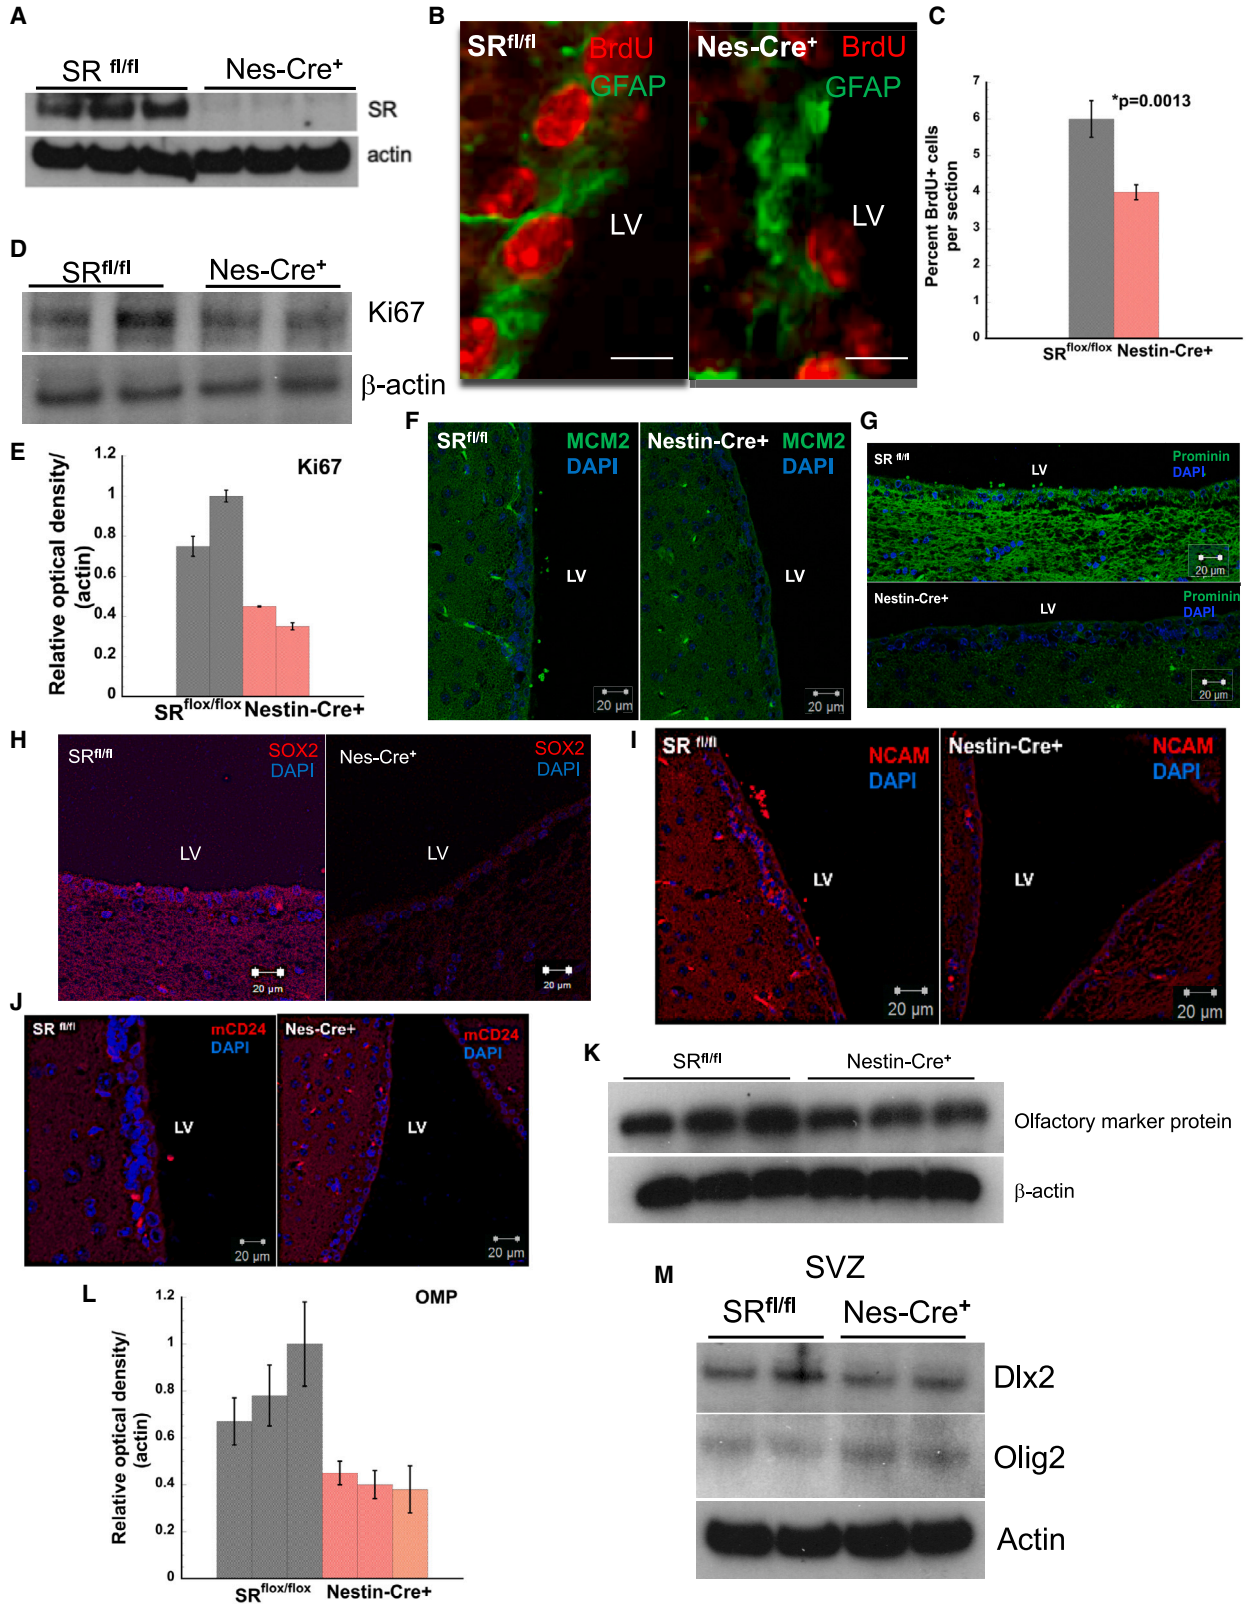 A
SR fl/fl
Nes-Cre+
SR
actin
B
SRfl/fl
BrdU
GFAP
LV
Nes-Cre+
BrdU
GFAP
LV
C
Percent BrdU+ cells
per section
7
6
5
4
3
2
1
0
*p=0.0013
SRflox/flox Nestin-Cre+
D
SRfl/fl
Nes-Cre+
Ki67
β-actin
E
Relative optical density/
(actin)
1.2
1
0.8
0.6
0.4
0.2
0
Ki67
SRflox/flox Nestin-Cre+
F
SRfl/fl
MCM2
DAPI
LV
20 μm
Nestin-Cre+
MCM2
DAPI
LV
20 μm
G
SR fl/fl
LV
Prominin
DAPI
20 μm
Nestin-Cre+
LV
Prominin
DAPI
20 μm
H
SRfl/fl
SOX2
DAPI
LV
20 μm
Nes-Cre+
SOX2
DAPI
LV
20 μm
I
SR fl/fl
NCAM
DAPI
LV
20 μm
Nestin-Cre+
NCAM
DAPI
LV
20 μm
J
SR fl/fl
mCD24
DAPI
LV
20 μm
Nes-Cre+
mCD24
DAPI
LV
20 μm
K
SRfl/fl
Nestin-Cre+
Olfactory marker protein
β-actin
L
Relative optical density/
(actin)
1.2
1
0.8
0.6
0.4
0.2
0
OMP
SRflox/flox Nestin-Cre+
M
SVZ
SRfl/fl
Nes-Cre+
Dlx2
Olig2
Actin